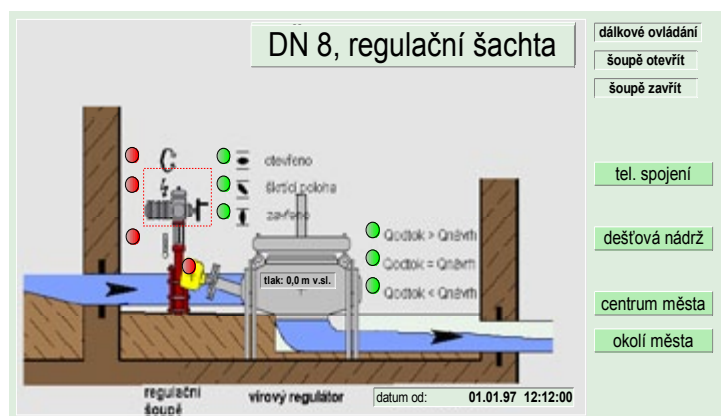 DN 8, regulační šachta
dálkové ovládání
šoupě otevřít
šoupě zavřít
tel. spojení
dešťová nádrž
centrum města
okolí města
otevřeno
škrtící poloha
zavřeno
Qodtok > Qnávrh
Qodtok = Qnávrh
Qodtok < Qnávrh
tlak: 0,0 m v.sl.
regulační
šoupě
vírový regulátor
datum od: 01.01.97 12:12:00